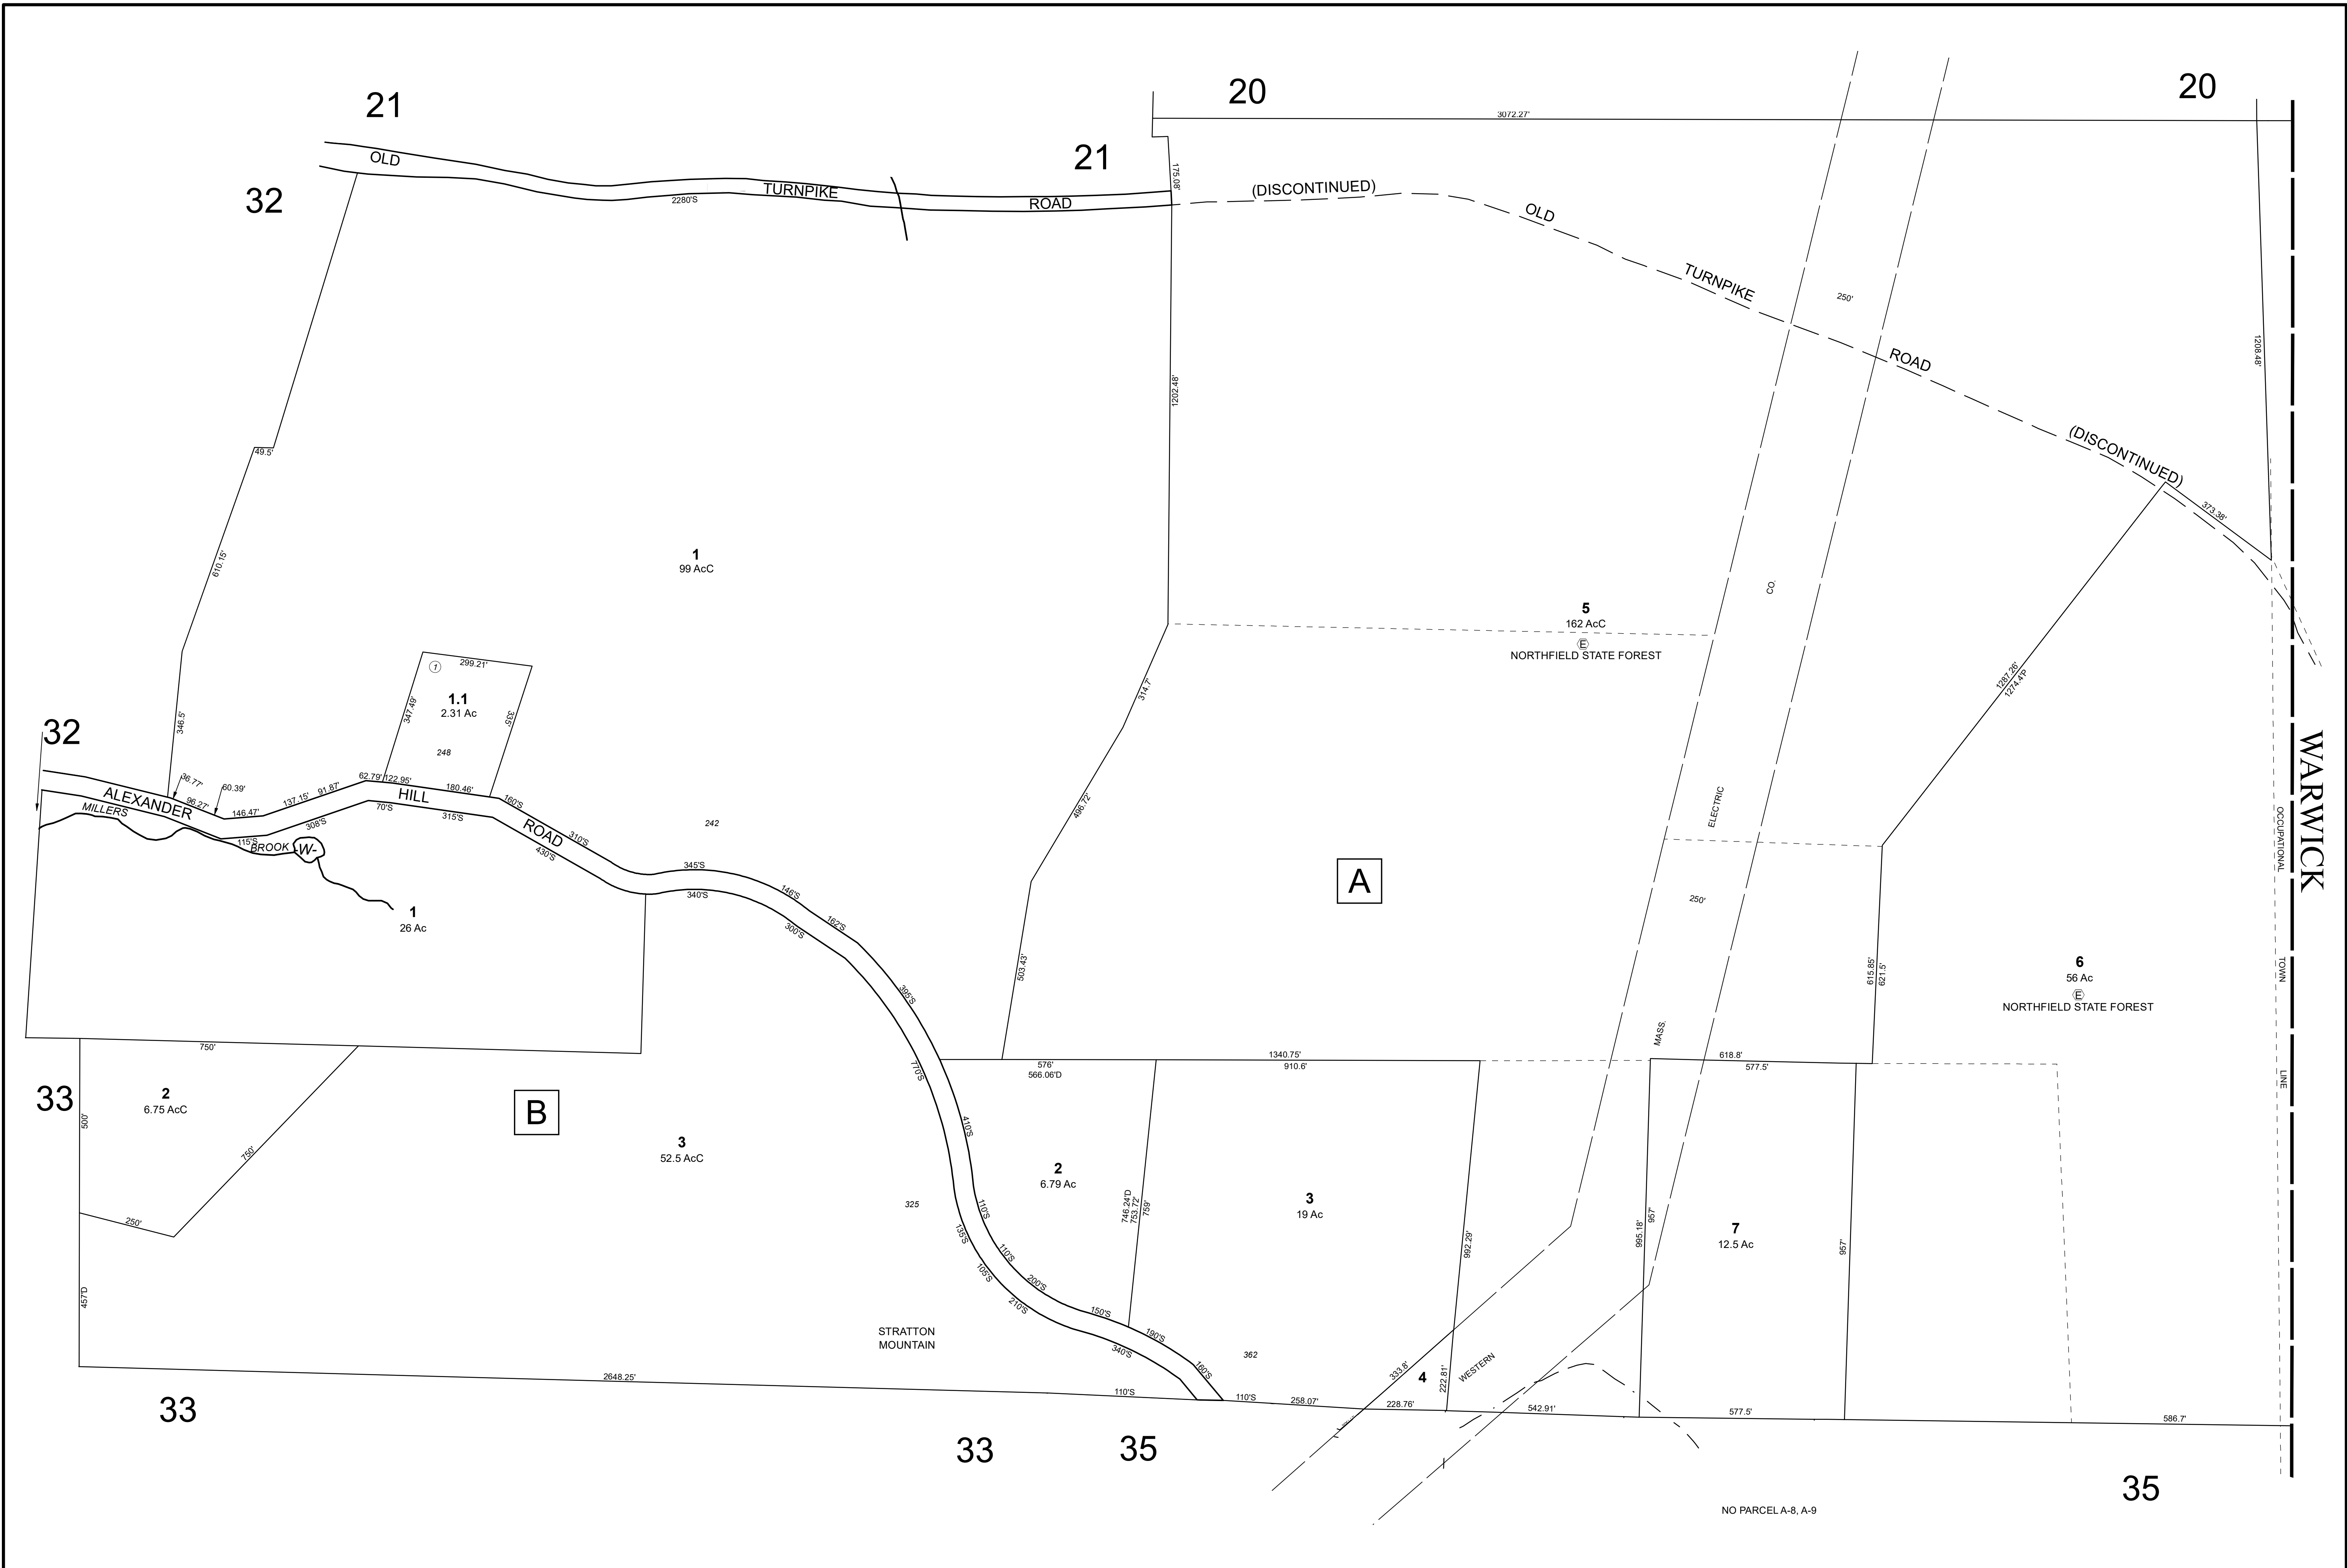 21
20
20
3072.27'
OLD
21
32
TURNPIKE
2280'S
ROAD
175.08'
(DISCONTINUED)
OLD
TURNPIKE
250'
ROAD
1208.48'
1202.48'
49.5'
(DISCONTINUED)
373.38'
610.15'
1
99 AcC
5
162 AcC
E
NORTHFIELD STATE FOREST
CO.
1
299.21'
1.1
2.31 Ac
347.49'
335'
248
314.7'
1287.26'
1274.4'P
346.5'
32
WARWICK
36.77'
96.27'
60.39'
146.47'
137.15'
91.87'
62.79'
122.95'
180.46'
160'S
310'S
ALEXANDER
HILL
ROAD
MILLERS
BROOK
-W-
115'S
308'S
70'S
315'S
430'S
242
496.72'
ELECTRIC
OCCUPATIONAL
TOWN
LINE
345'S
340'S
146'S
162'S
300'S
395'S
A
250'
1
26 Ac
503.43'
615.85'
621.5'
6
56 Ac
E
NORTHFIELD STATE FOREST
MASS.
750'
576'
566.06'D
1340.75'
910.6'
618.8'
577.5'
770'S
33
2
6.75 AcC
500'
750'
250'
B
3
52.5 AcC
410'S
2
6.79 Ac
746.24'D
753.72'
759'
3
19 Ac
325
110'S
135'S
110'S
105'S
200'S
210'S
992.29'
995.18'
957'
7
12.5 Ac
957'
457'D
STRATTON
MOUNTAIN
150'S
190'S
340'S
160'S
362
333.8'
4
222.81'
WESTERN
2648.25'
110'S
110'S
258.07'
228.76'
542.91'
577.5'
586.7'
33
33
35
35
NO PARCEL A-8, A-9